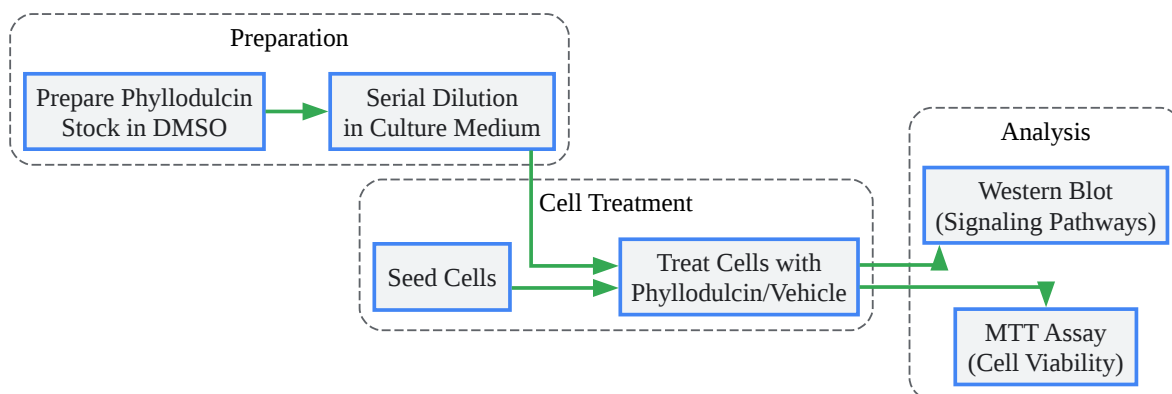 Preparation
Prepare Phyllodulcin
Stock in DMSO
Serial Dilution
in Culture Medium
Cell Treatment
Seed Cells
Treat Cells with
Phyllodulcin/Vehicle
Analysis
Western Blot
(Signaling Pathways)
MTT Assay
(Cell Viability)